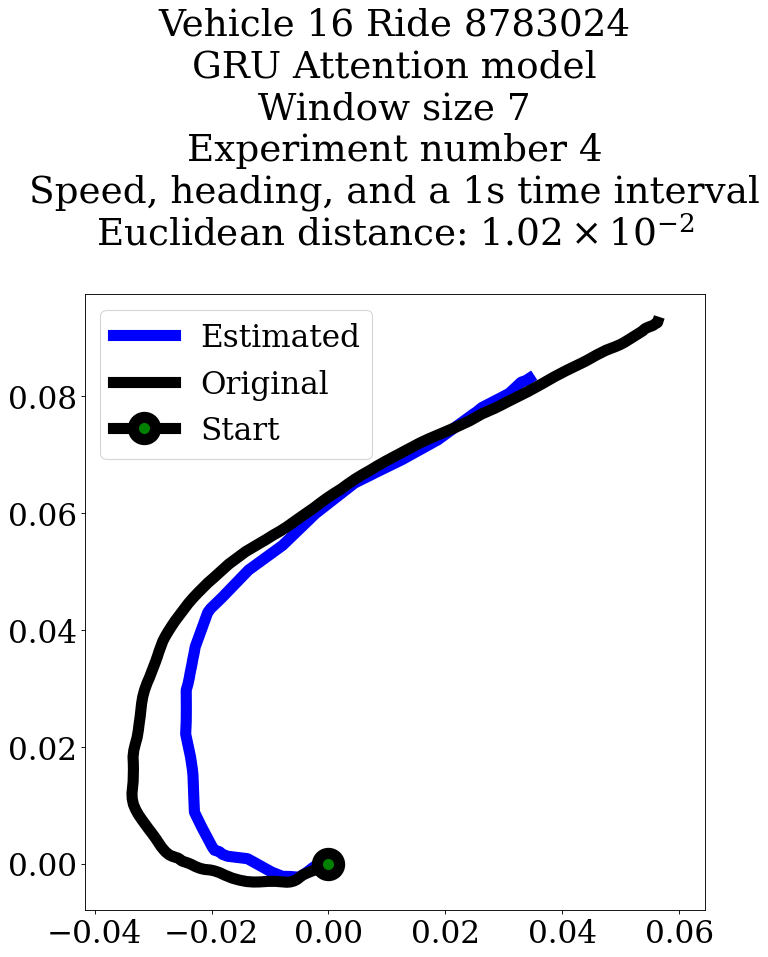 Vehicle 16 Ride 8783024
GRU Attention model
Window size 7
Experiment number 4
Speed, heading, and a 1s time interval
Euclidean distance: 1.02 × 10⁻²
Estimated
Original
Start
0.08
0.06
0.04
0.02
0.00
−0.04 −0.02 0.00 0.02 0.04 0.06